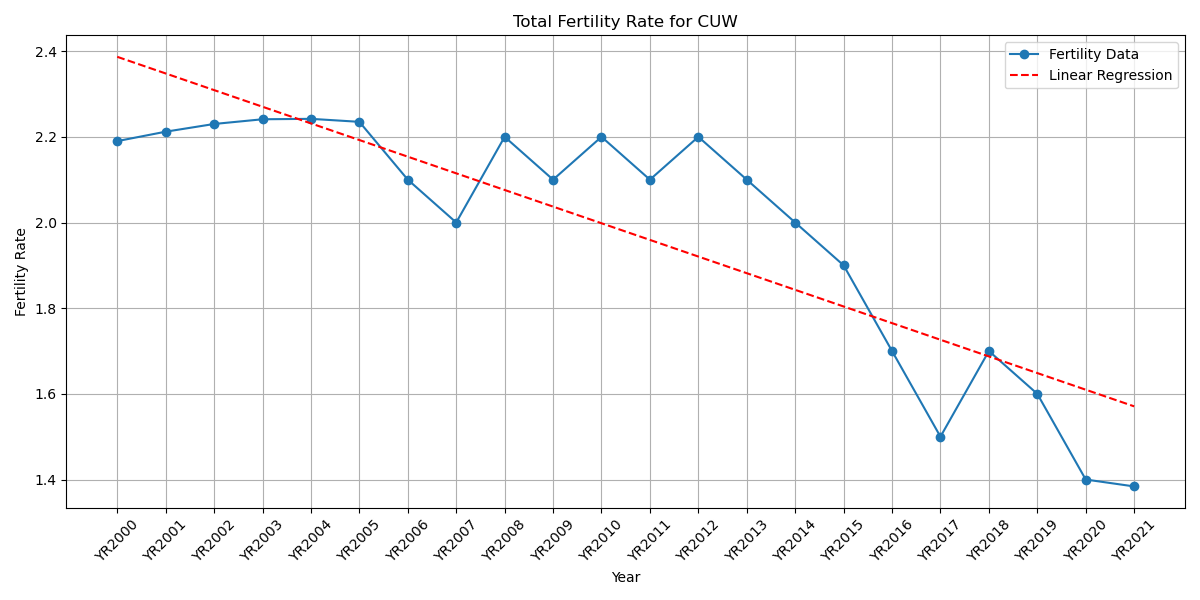 Total Fertility Rate for CUW
Fertility Data
Linear Regression
2.4
2.2
2.0
1.8
1.6
1.4
Fertility Rate
YR2000
YR2001
YR2002
YR2003
YR2004
YR2005
YR2006
YR2007
YR2008
YR2009
YR2010
YR2011
YR2012
YR2013
YR2014
YR2015
YR2016
YR2017
YR2018
YR2019
YR2020
YR2021
Year